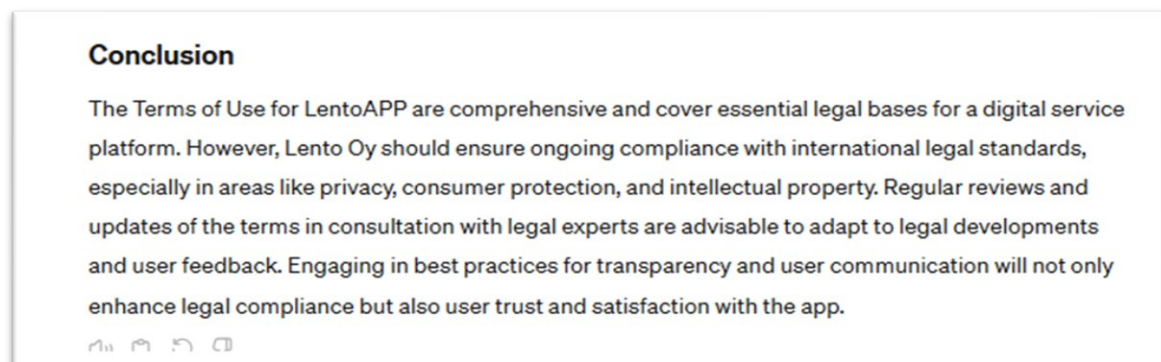 Conclusion
The Terms of Use for LentoAPP are comprehensive and cover essential legal bases for a digital service
platform. However, Lento Oy should ensure ongoing compliance with international legal standards,
especially in areas like privacy, consumer protection, and intellectual property. Regular reviews and
updates of the terms in consultation with legal experts are advisable to adapt to legal developments
and user feedback. Engaging in best practices for transparency and user communication will not only
enhance legal compliance but also user trust and satisfaction with the app.